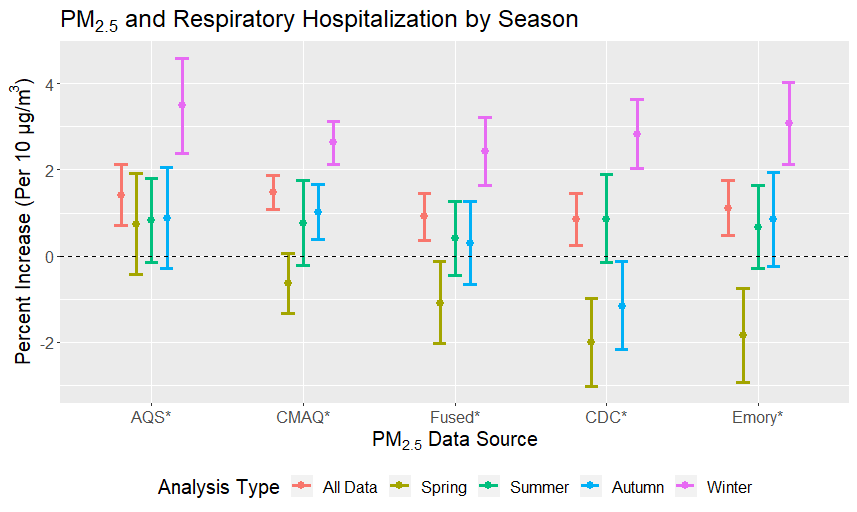 PM2.5 and Respiratory Hospitalization by Season
Percent Increase (Per 10 µg/m3)
4
2
0
-2
AQS* CMAQ* Fused* CDC* Emory*
PM2.5 Data Source
Analysis Type All Data Spring Summer Autumn Winter